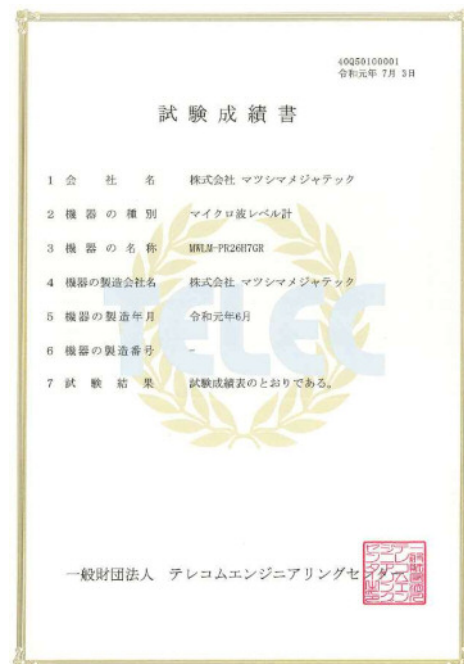 40Q50100001
令和元年 7月 3日
試験成績書
1 会社名 株式会社 マツシマメジャテック
2 機器の種別 マイクロ波レベル計
3 機器の名称 MWLM-PR26H7GR
4 機器の製造会社名 株式会社 マツシマメジャテック
5 機器の製造年月 令和元年6月
6 機器の製造番号 -
7 試験結果 試験成績表のとおりである。
TELEC
一般財団法人 テレコムエンジニアリングセンター